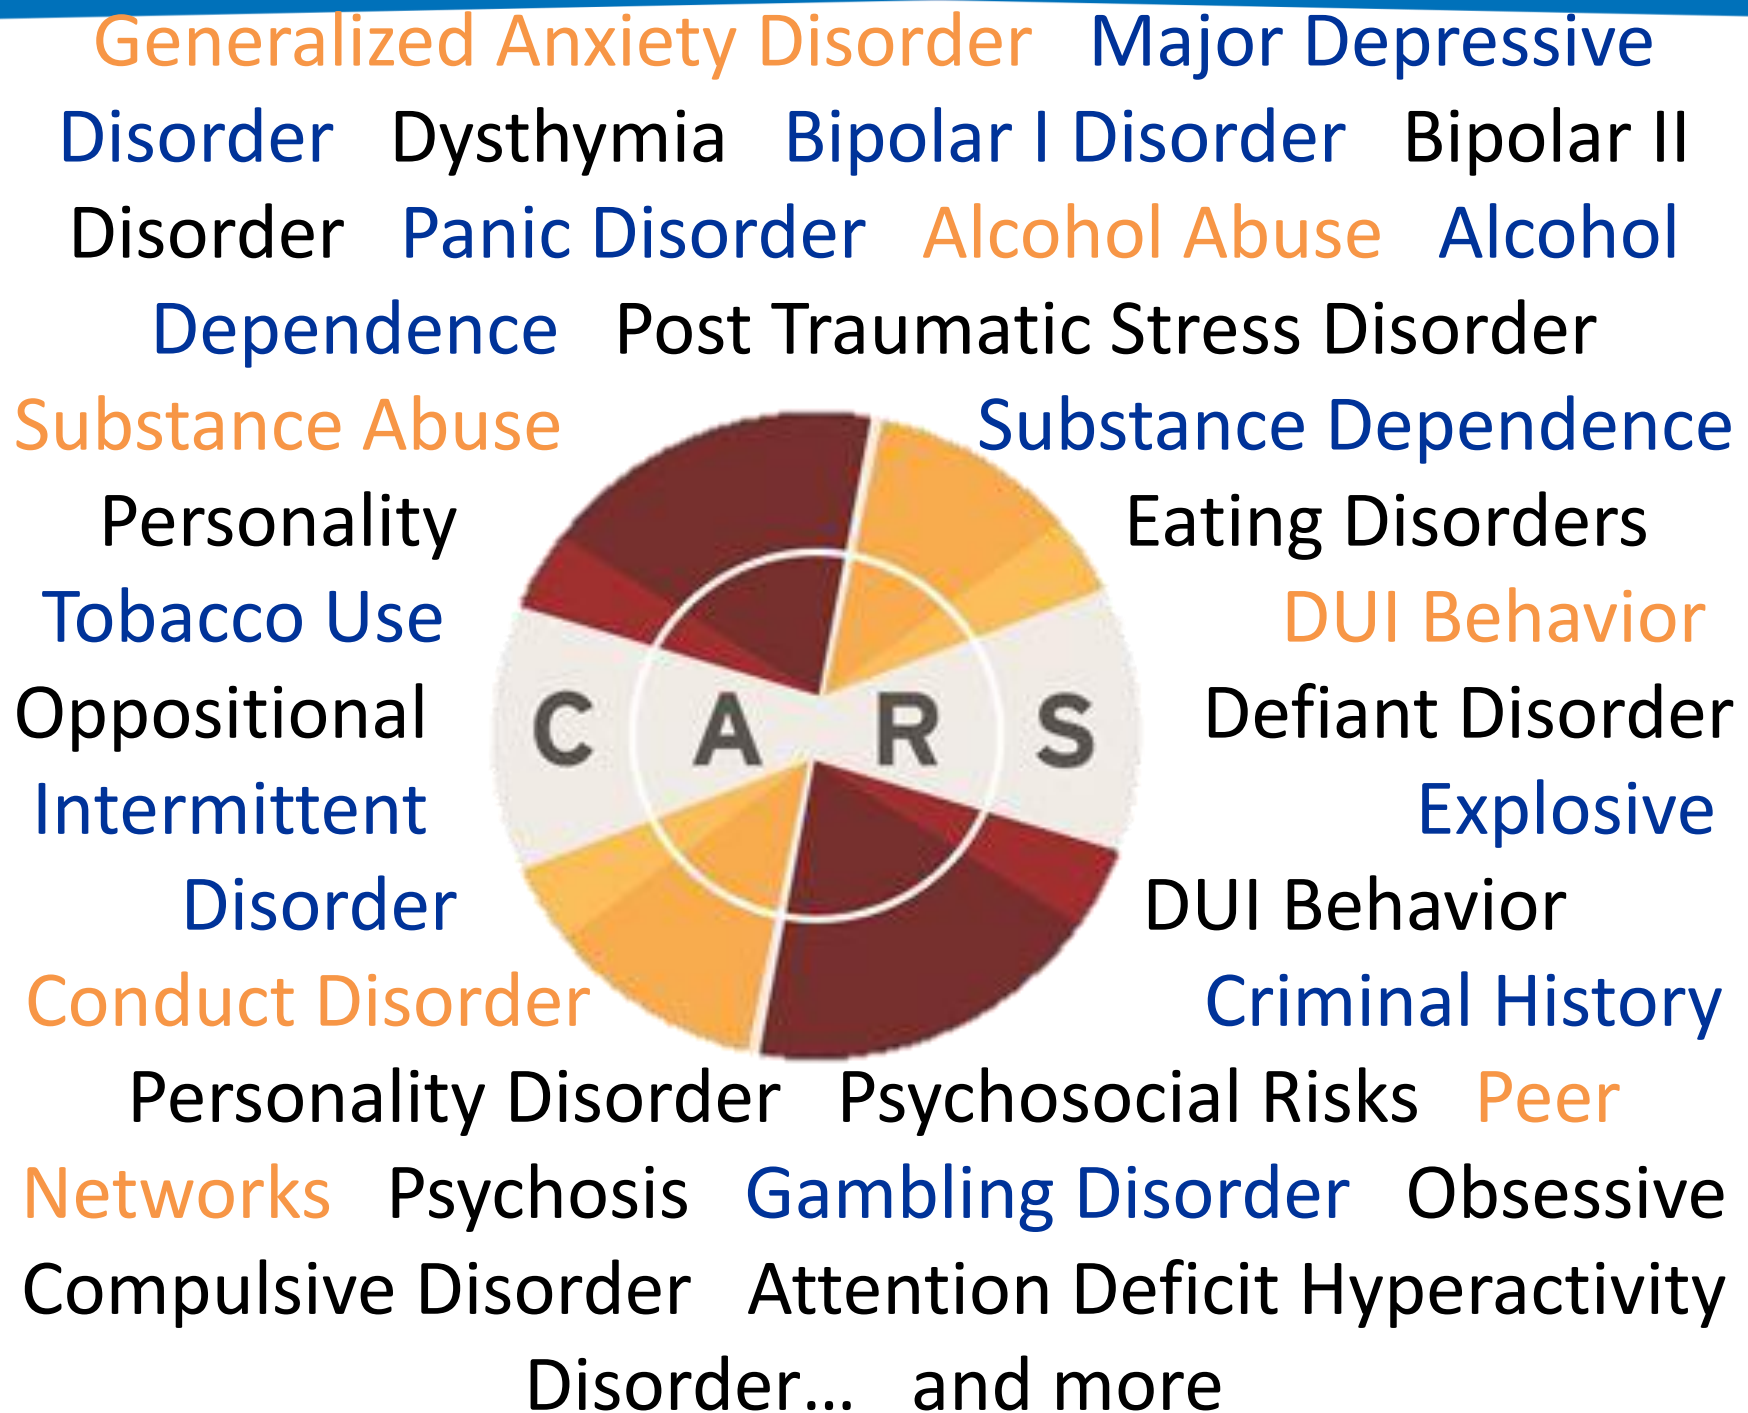 Generalized Anxiety Disorder Major Depressive
Disorder Dysthymia Bipolar I Disorder Bipolar II
Disorder Panic Disorder Alcohol Abuse Alcohol
Dependence Post Traumatic Stress Disorder
Substance Abuse Substance Dependence
Personality Eating Disorders
Tobacco Use DUI Behavior
Oppositional Defiant Disorder
C A R S
Intermittent Explosive
Disorder DUI Behavior
Conduct Disorder Criminal History
Personality Disorder Psychosocial Risks Peer
Networks Psychosis Gambling Disorder Obsessive
Compulsive Disorder Attention Deficit Hyperactivity
Disorder... and more